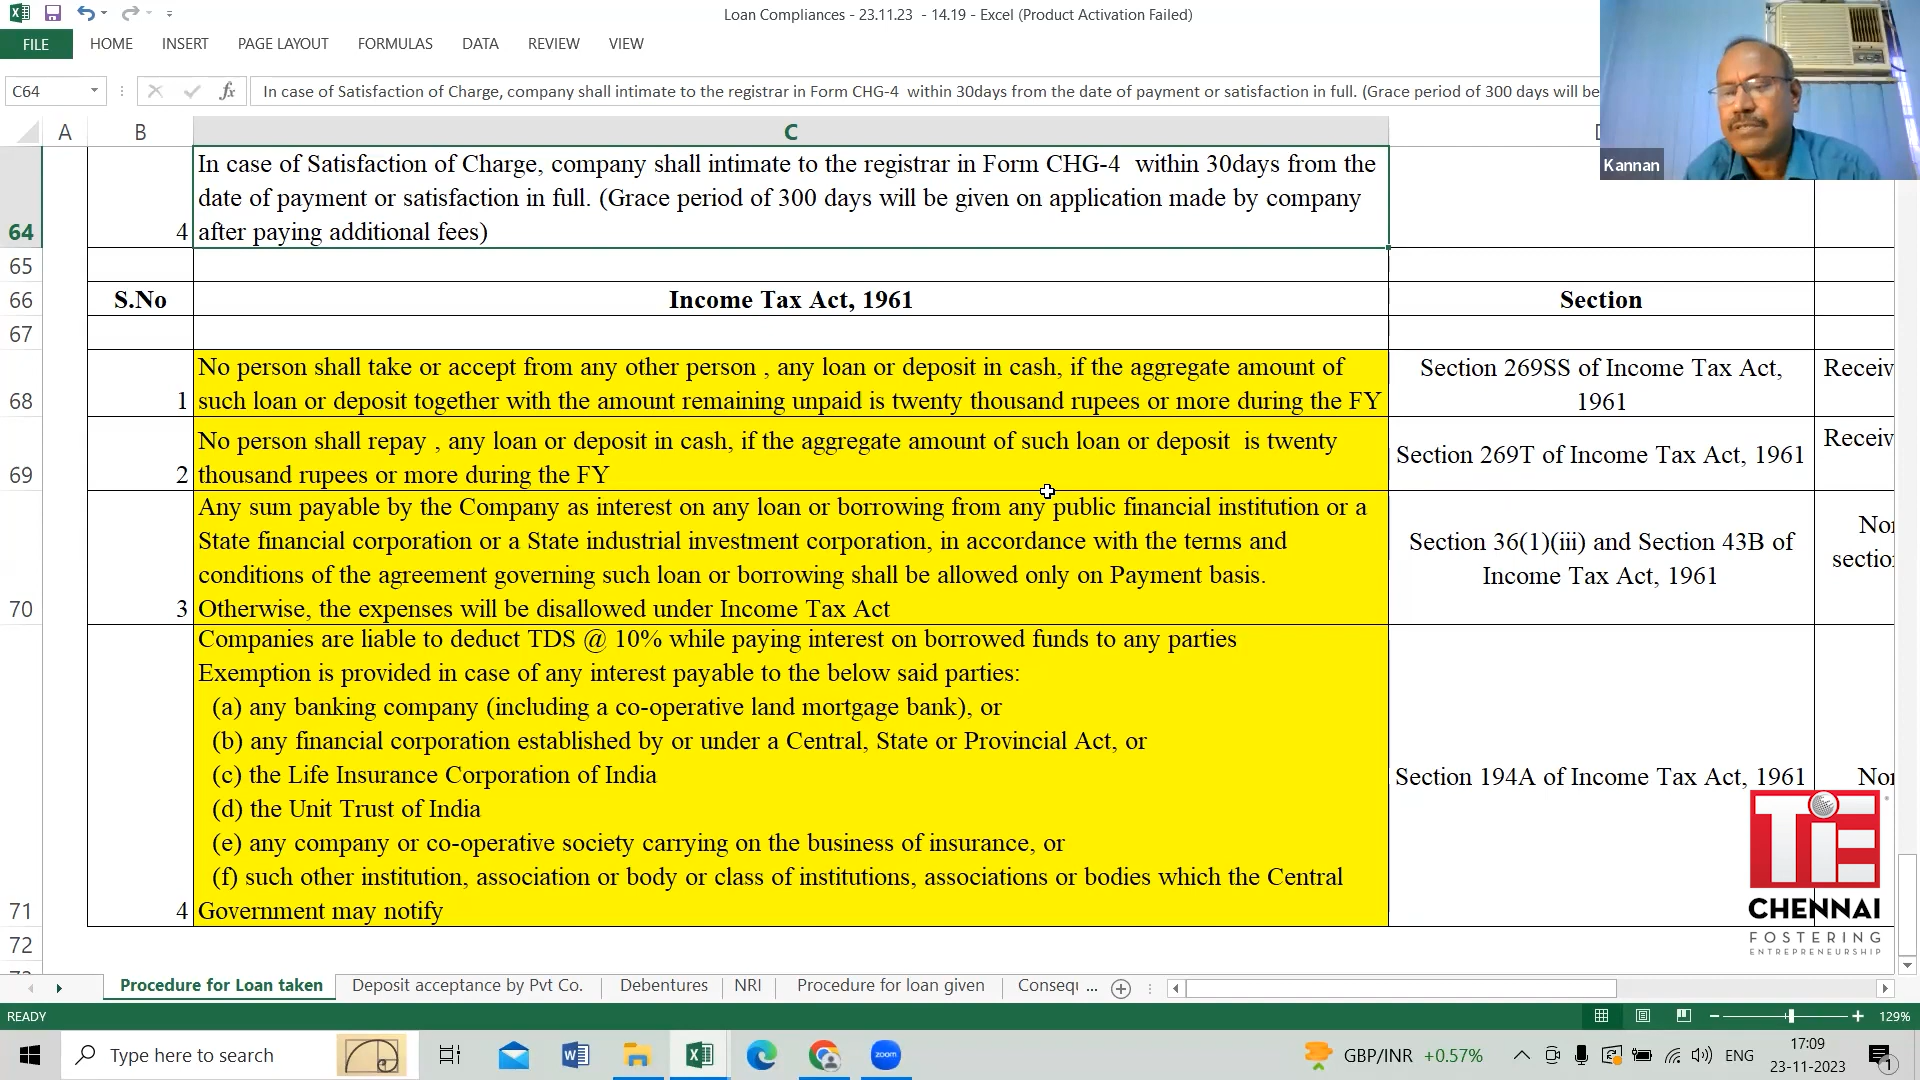 Loan Compliances - 23.11.23 - 14.19 - Excel (Product Activation Failed)
FILE HOME INSERT PAGE LAYOUT FORMULAS DATA REVIEW VIEW
C64 fx In case of Satisfaction of Charge, company shall intimate to the registrar in Form CHG-4 within 30days from the date of payment or satisfaction in full. (Grace period of 300 days will be
Kannan
A B C
64 4 In case of Satisfaction of Charge, company shall intimate to the registrar in Form CHG-4 within 30days from the
date of payment or satisfaction in full. (Grace period of 300 days will be given on application made by company
after paying additional fees)
65
66 S.No Income Tax Act, 1961 Section
67
68 1 No person shall take or accept from any other person , any loan or deposit in cash, if the aggregate amount of
such loan or deposit together with the amount remaining unpaid is twenty thousand rupees or more during the FY
Section 269SS of Income Tax Act,
1961
Receiv
69 2 No person shall repay , any loan or deposit in cash, if the aggregate amount of such loan or deposit is twenty
thousand rupees or more during the FY
Section 269T of Income Tax Act, 1961
Receiv
70 3 Any sum payable by the Company as interest on any loan or borrowing from any public financial institution or a
State financial corporation or a State industrial investment corporation, in accordance with the terms and
conditions of the agreement governing such loan or borrowing shall be allowed only on Payment basis.
Otherwise, the expenses will be disallowed under Income Tax Act
Section 36(1)(iii) and Section 43B of
Income Tax Act, 1961
Nor
sectio
71 4 Companies are liable to deduct TDS @ 10% while paying interest on borrowed funds to any parties
Exemption is provided in case of any interest payable to the below said parties:
(a) any banking company (including a co-operative land mortgage bank), or
(b) any financial corporation established by or under a Central, State or Provincial Act, or
(c) the Life Insurance Corporation of India
(d) the Unit Trust of India
(e) any company or co-operative society carrying on the business of insurance, or
(f) such other institution, association or body or class of institutions, associations or bodies which the Central
Government may notify
Section 194A of Income Tax Act, 1961
Nor
72
TiE
CHENNAI
FOSTERING
ENTREPRENEURSHIP
Procedure for Loan taken Deposit acceptance by Pvt Co. Debentures NRI Procedure for loan given Consequ ...
READY 129%
Type here to search zoom GBP/INR +0.57% ENG 17:09
23-11-2023 1